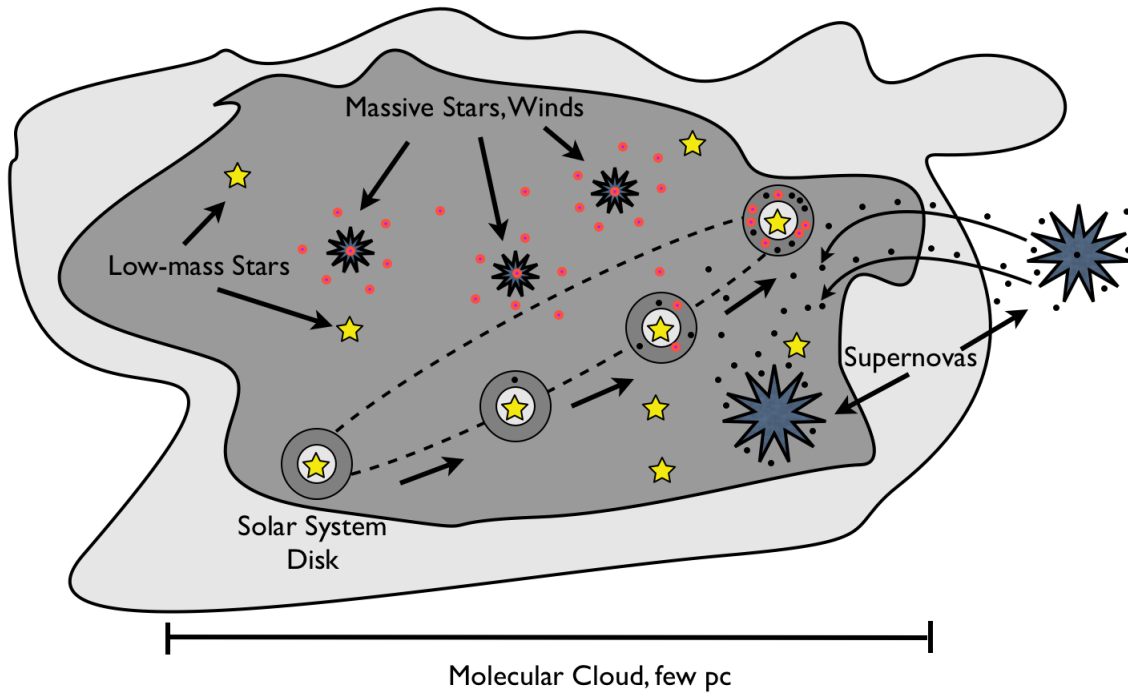 Massive Stars, Winds
Low-mass Stars
Supernovas
Solar System
Disk
Molecular Cloud, few pc